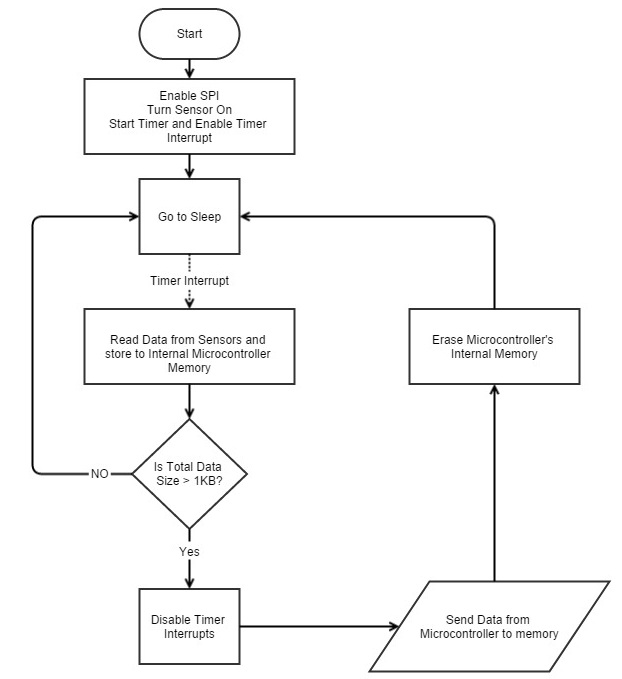 Start
Enable SPI
Turn Sensor On
Start Timer and Enable Timer
Interrupt
Go to Sleep
Timer Interrupt
Read Data from Sensors and
store to Internal Microcontroller
Memory
Is Total Data
Size > 1KB?
NO
Yes
Disable Timer
Interrupts
Send Data from
Microcontroller to memory
Erase Microcontroller's
Internal Memory